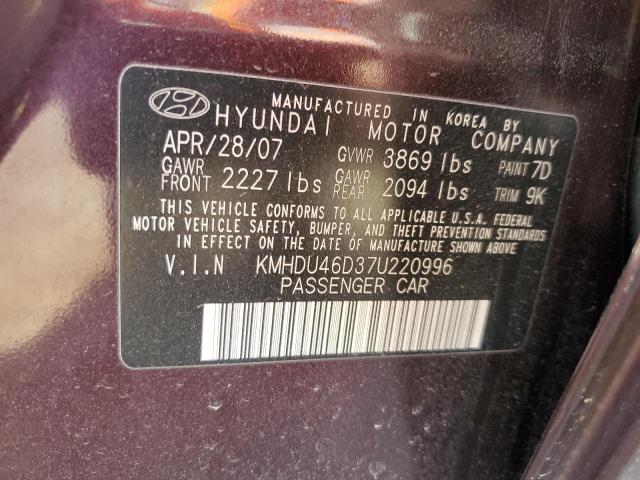 MANUFACTURED IN KOREA BY
HYUNDAI MOTOR COMPANY
APR/28/07 GVWR 3869 lbs PAINT 7D
GAWR FRONT 2227 lbs GAWR REAR 2094 lbs TRIM 9K
THIS VEHICLE CONFORMS TO ALL APPLICABLE U.S.A. FEDERAL
MOTOR VEHICLE SAFETY, BUMPER, AND THEFT PREVENTION STANDARDS
IN EFFECT ON THE DATE OF MANUFACTURE SHOWN ABOVE.
V.I.N KMHDU46D37U220996
PASSENGER CAR